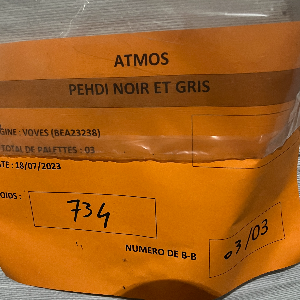 ATMOS
PEHDI NOIR ET GRIS
GINE : VOVES (BEA23238)
TOTAL DE PALETTES : 03
TE : 18/07/2023
OIDS : 734
NUMERO DE B-B 03/03